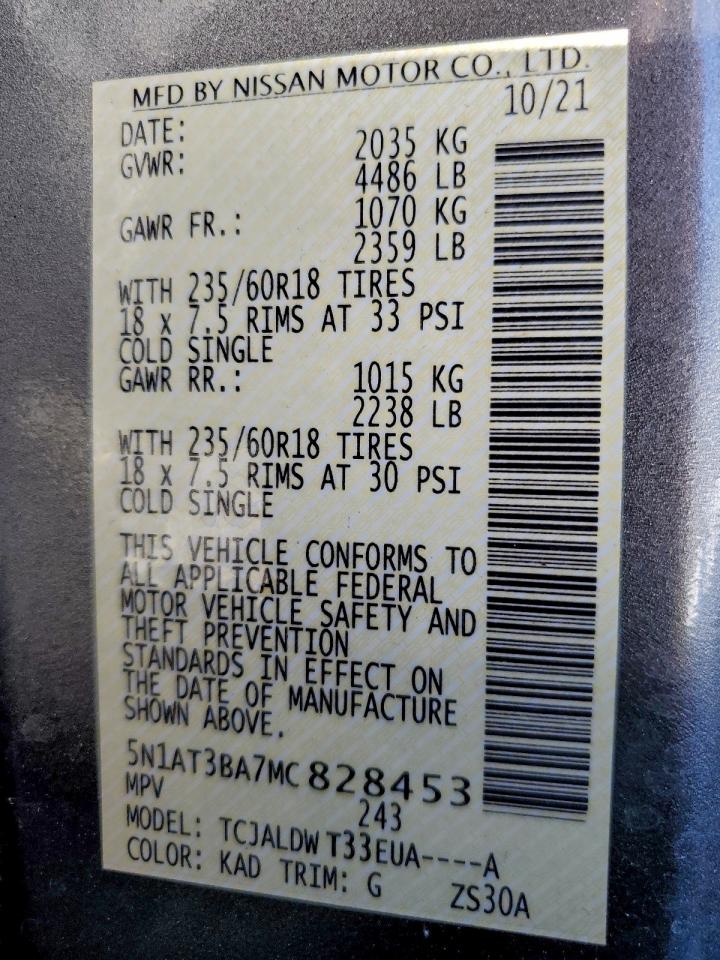 MFD BY NISSAN MOTOR CO., LTD.
DATE: 10/21
GVWR: 2035 KG
4486 LB
GAWR FR.: 1070 KG
2359 LB
WITH 235/60R18 TIRES
18 x 7.5 RIMS AT 33 PSI
COLD SINGLE
GAWR RR.: 1015 KG
2238 LB
WITH 235/60R18 TIRES
18 x 7.5 RIMS AT 30 PSI
COLD SINGLE
THIS VEHICLE CONFORMS TO
ALL APPLICABLE FEDERAL
MOTOR VEHICLE SAFETY AND
THEFT PREVENTION
STANDARDS IN EFFECT ON
THE DATE OF MANUFACTURE
SHOWN ABOVE.
5N1AT3BA7MC828453
MPV 243
MODEL: TCJALDWT33EUA----A
COLOR: KAD TRIM: G ZS30A